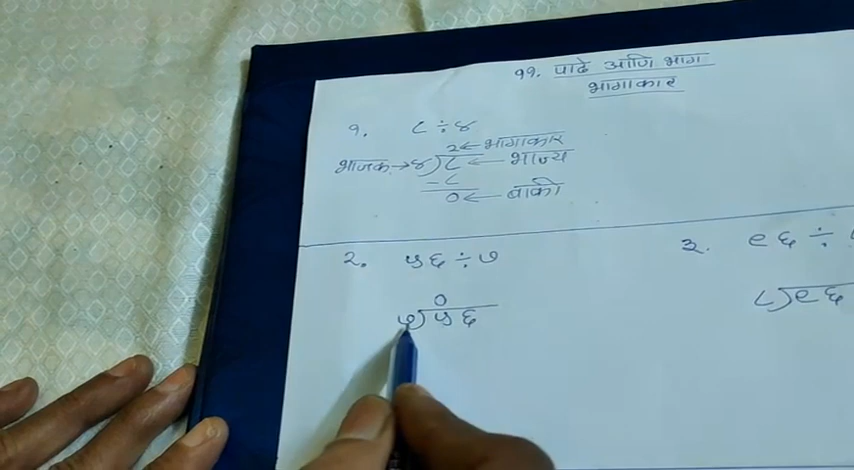 ११. पाढे आणि भाग
भागाकार
१. ८ ÷ ४
२ ← भागाकार
भाजक → ४) ८ ← भाज्य
- ८
० ← बाकी
२. ५६ ÷ ७
३. ९६ ÷
०
७) ५६
८) ९६